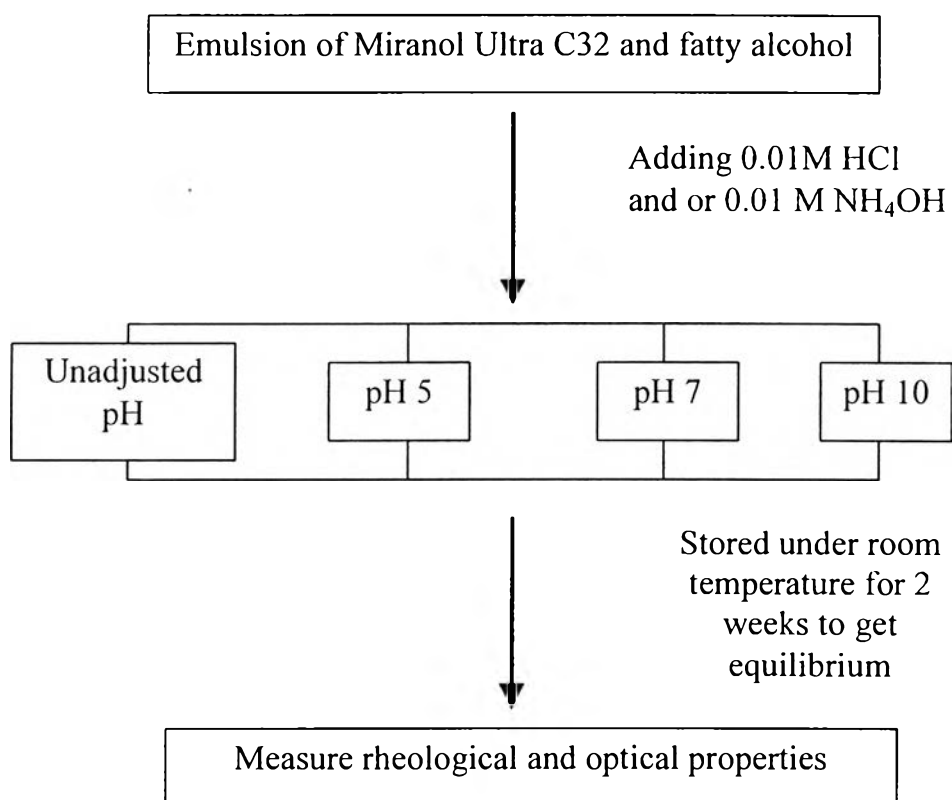 Emulsion of Miranol Ultra C32 and fatty alcohol
Adding 0.01M HCl
and or 0.01 M NH₄OH
Unadjusted
pH
pH 5
pH 7
pH 10
Stored under room
temperature for 2
weeks to get
equilibrium
Measure rheological and optical properties